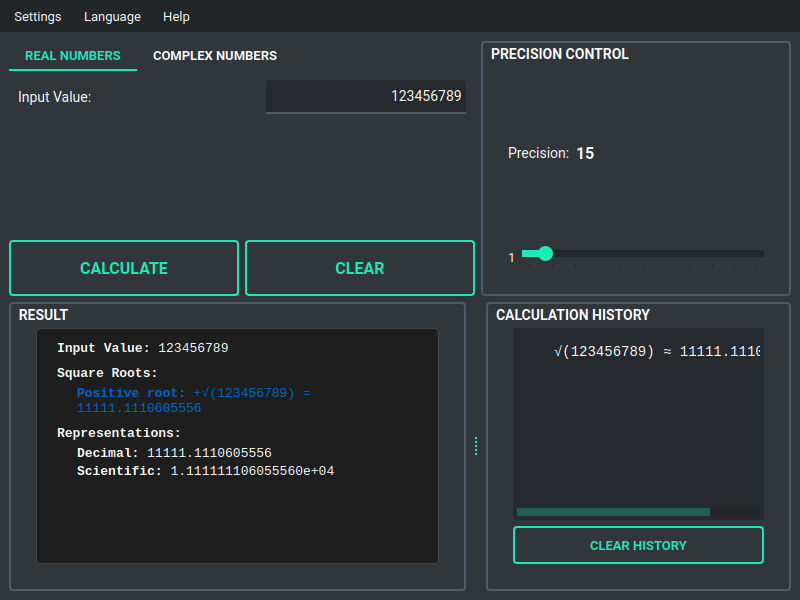 Settings Language Help
REAL NUMBERS COMPLEX NUMBERS
Input Value: 123456789
CALCULATE CLEAR
PRECISION CONTROL
Precision: 15
1
RESULT
Input Value: 123456789
Square Roots:
Positive root: +√(123456789) =
11111.1110605556
Representations:
Decimal: 11111.1110605556
Scientific: 1.111111106055560e+04
CALCULATION HISTORY
√(123456789) ≈ 11111.1110
CLEAR HISTORY